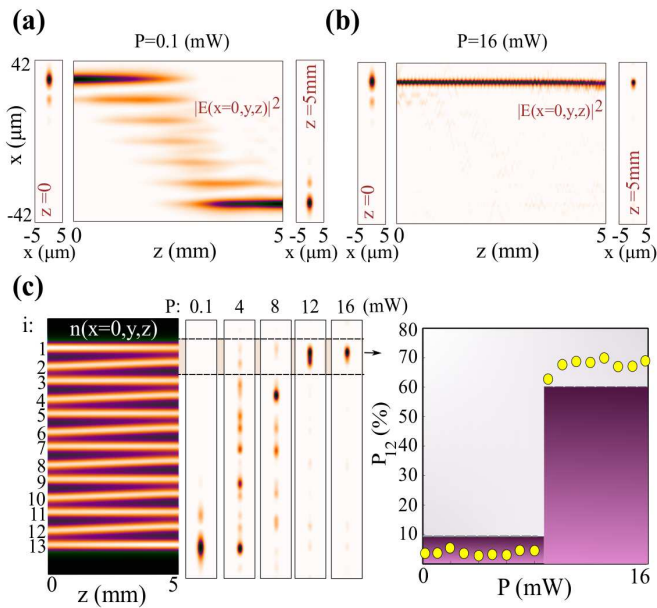 (a)
P=0.1 (mW)
42
x (μm)
-42
z=0
|E(x=0,y,z)|²
z=5mm
-5 5
x (μm)
0 5
z (mm)
-5 5
x (μm)
(b)
P=16 (mW)
z=0
|E(x=0,y,z)|²
z=5mm
-5 5
x (μm)
0 5
z (mm)
-5 5
x (μm)
(c)
i:
n(x=0,y,z)
1
2
3
4
5
6
7
8
9
10
11
12
13
0 5
z (mm)
P: 0.1 4 8 12 16 (mW)
80
70
60
50
40
30
20
10
P₁₂ (%)
0 16
P (mW)